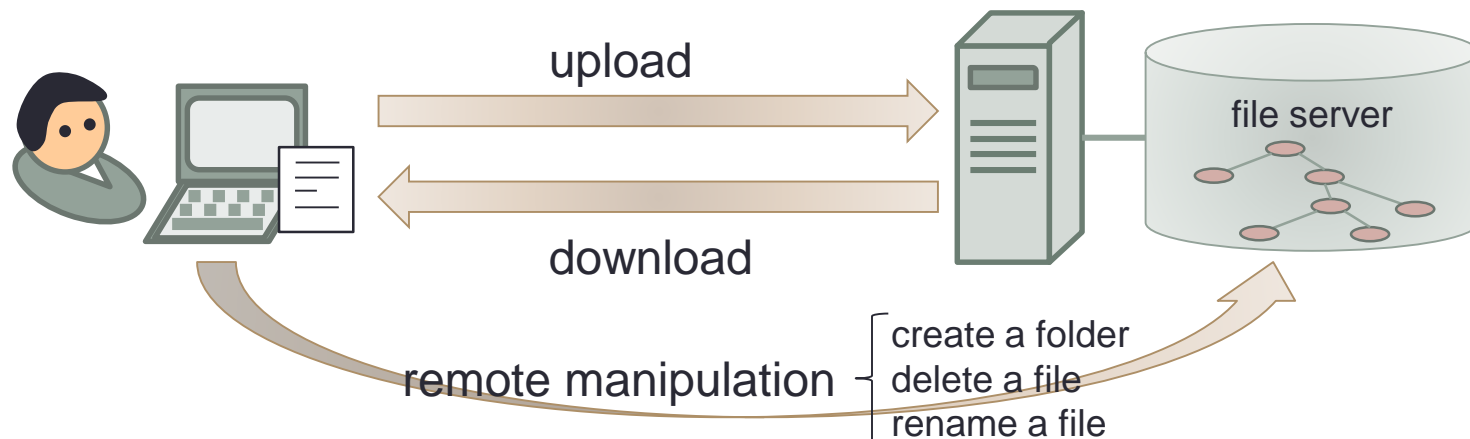 upload
file server
download
create a folder
remote manipulation
delete a file
rename a file